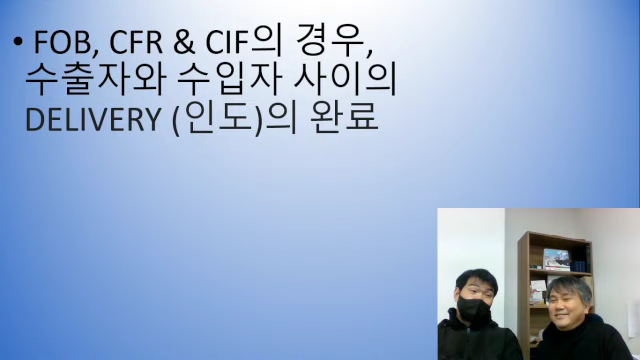 • FOB, CFR & CIF의 경우,
수출자와 수입자 사이의
DELIVERY (인도)의 완료